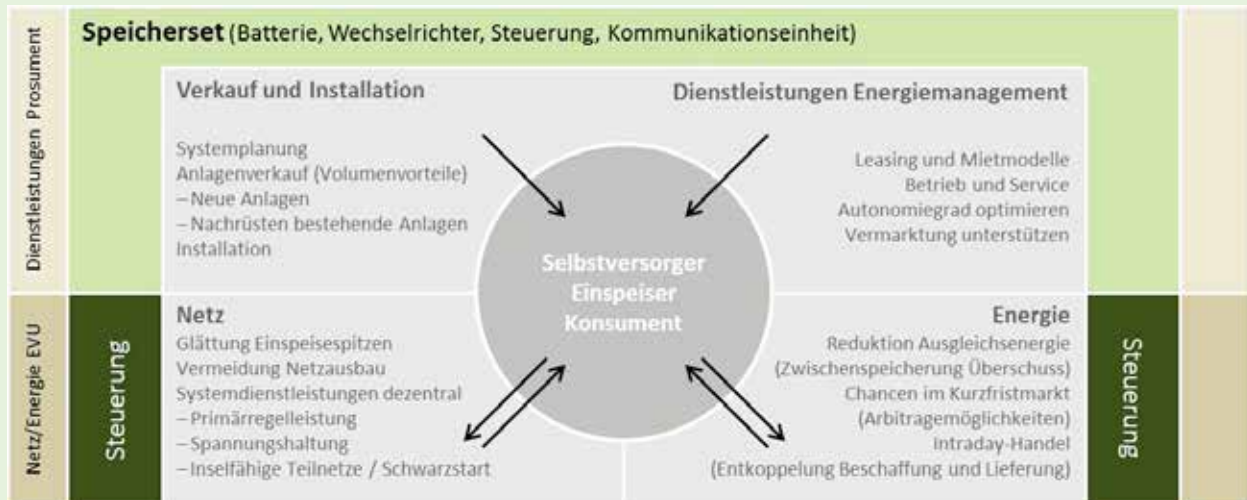 Speicherset (Batterie, Wechselrichter, Steuerung, Kommunikationseinheit)
Dienstleistungen Prosument
Verkauf und Installation
Systemplanung
Anlagenverkauf (Volumenvorteile)
– Neue Anlagen
– Nachrüsten bestehende Anlagen
Installation
Dienstleistungen Energiemanagement
Leasing und Mietmodelle
Betrieb und Service
Autonomiegrad optimieren
Vermarktung unterstützen
Selbstversorger
Einspeiser
Konsument
Netz/Energie EVU
Steuerung
Netz
Glättung Einspeisespitzen
Vermeidung Netzausbau
Systemdienstleistungen dezentral
– Primärregelleistung
– Spannungshaltung
– Inselfähige Teilnetze / Schwarzstart
Energie
Reduktion Ausgleichsenergie
(Zwischenspeicherung Überschuss)
Chancen im Kurzfristmarkt
(Arbitragemöglichkeiten)
Intraday-Handel
(Entkoppelung Beschaffung und Lieferung)
Steuerung